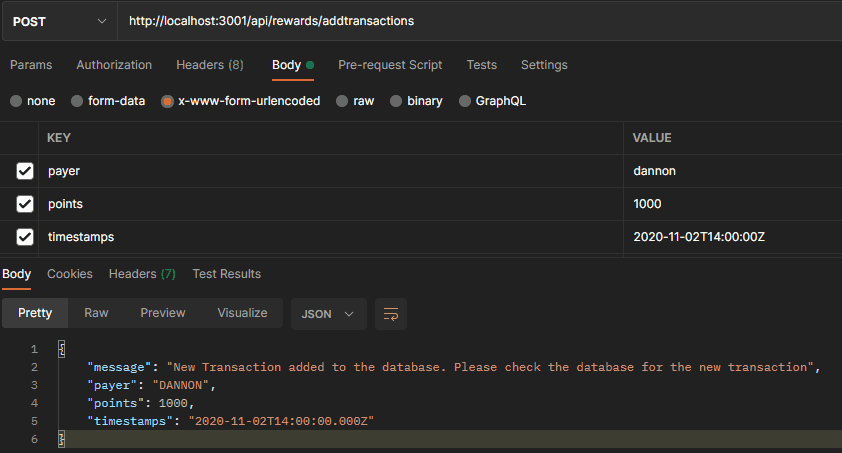 POST http://localhost:3001/api/rewards/addtransactions
Params Authorization Headers (8) Body Pre-request Script Tests Settings
none form-data x-www-form-urlencoded raw binary GraphQL
KEY VALUE
payer dannon
points 1000
timestamps 2020-11-02T14:00:00Z
Body Cookies Headers (7) Test Results
Pretty Raw Preview Visualize JSON
1 {
2 "message": "New Transaction added to the database. Please check the database for the new transaction",
3 "payer": "DANNON",
4 "points": 1000,
5 "timestamps": "2020-11-02T14:00:00.000Z"
6 }